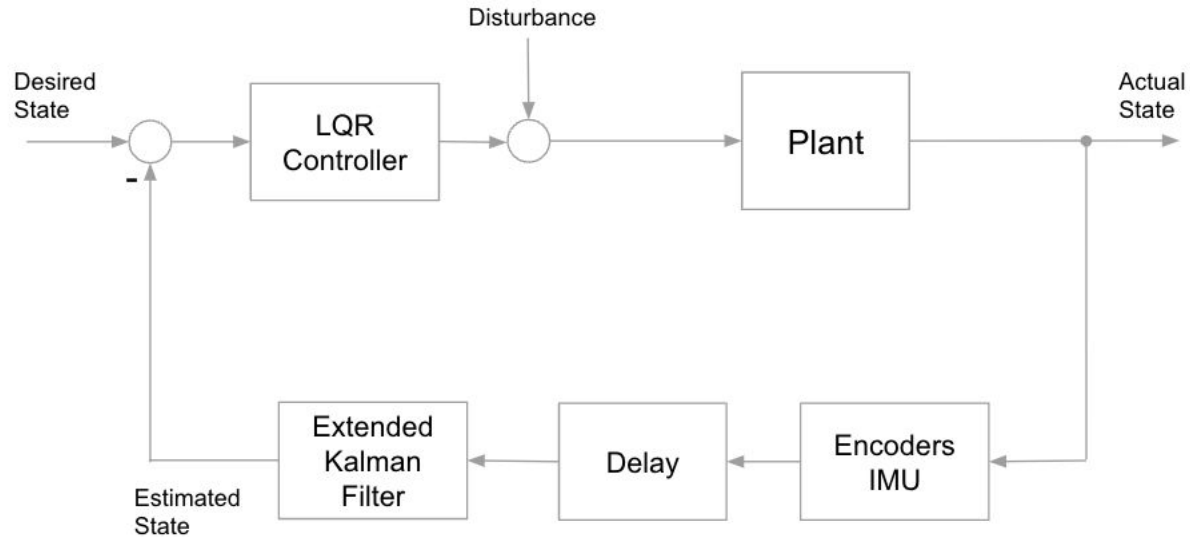 Disturbance
Desired
State
LQR
Controller
Plant
Actual
State
-
Extended
Kalman
Filter
Delay
Encoders
IMU
Estimated
State